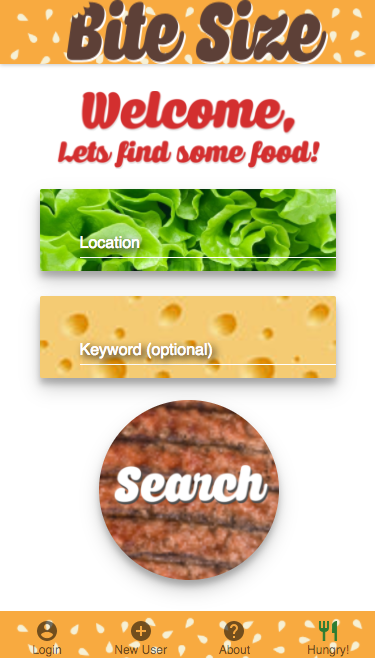 Bite Size
Welcome,
Lets find some food!
Location
Keyword (optional)
Search
Login
New User
About
Hungry!